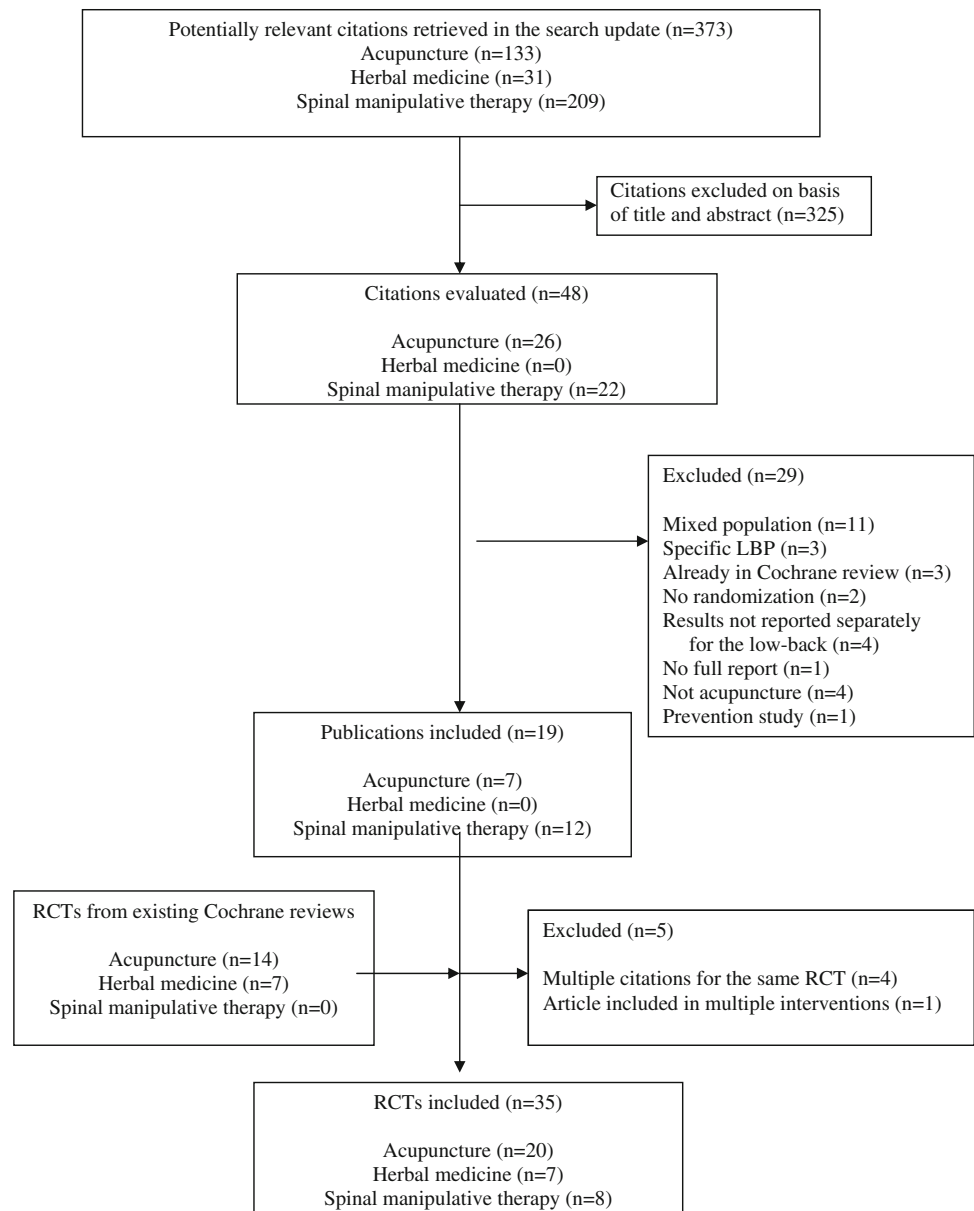 Potentially relevant citations retrieved in the search update (n=373)
Acupuncture (n=133)
Herbal medicine (n=31)
Spinal manipulative therapy (n=209)
Citations excluded on basis
of title and abstract (n=325)
Citations evaluated (n=48)
Acupuncture (n=26)
Herbal medicine (n=0)
Spinal manipulative therapy (n=22)
Excluded (n=29)
Mixed population (n=11)
Specific LBP (n=3)
Already in Cochrane review (n=3)
No randomization (n=2)
Results not reported separately
for the low-back (n=4)
No full report (n=1)
Not acupuncture (n=4)
Prevention study (n=1)
Publications included (n=19)
Acupuncture (n=7)
Herbal medicine (n=0)
Spinal manipulative therapy (n=12)
RCTs from existing Cochrane reviews
Acupuncture (n=14)
Herbal medicine (n=7)
Spinal manipulative therapy (n=0)
Excluded (n=5)
Multiple citations for the same RCT (n=4)
Article included in multiple interventions (n=1)
RCTs included (n=35)
Acupuncture (n=20)
Herbal medicine (n=7)
Spinal manipulative therapy (n=8)